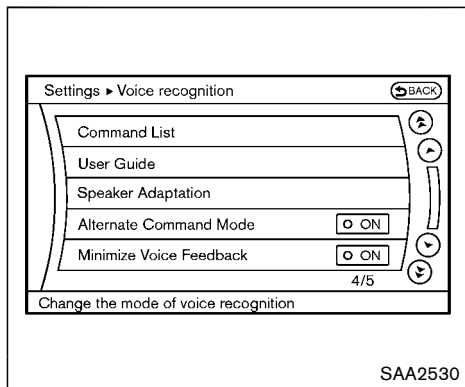 Settings ▸ Voice recognition BACK
Command List
User Guide
Speaker Adaptation
Alternate Command Mode ON
Minimize Voice Feedback ON
4/5
Change the mode of voice recognition
SAA2530